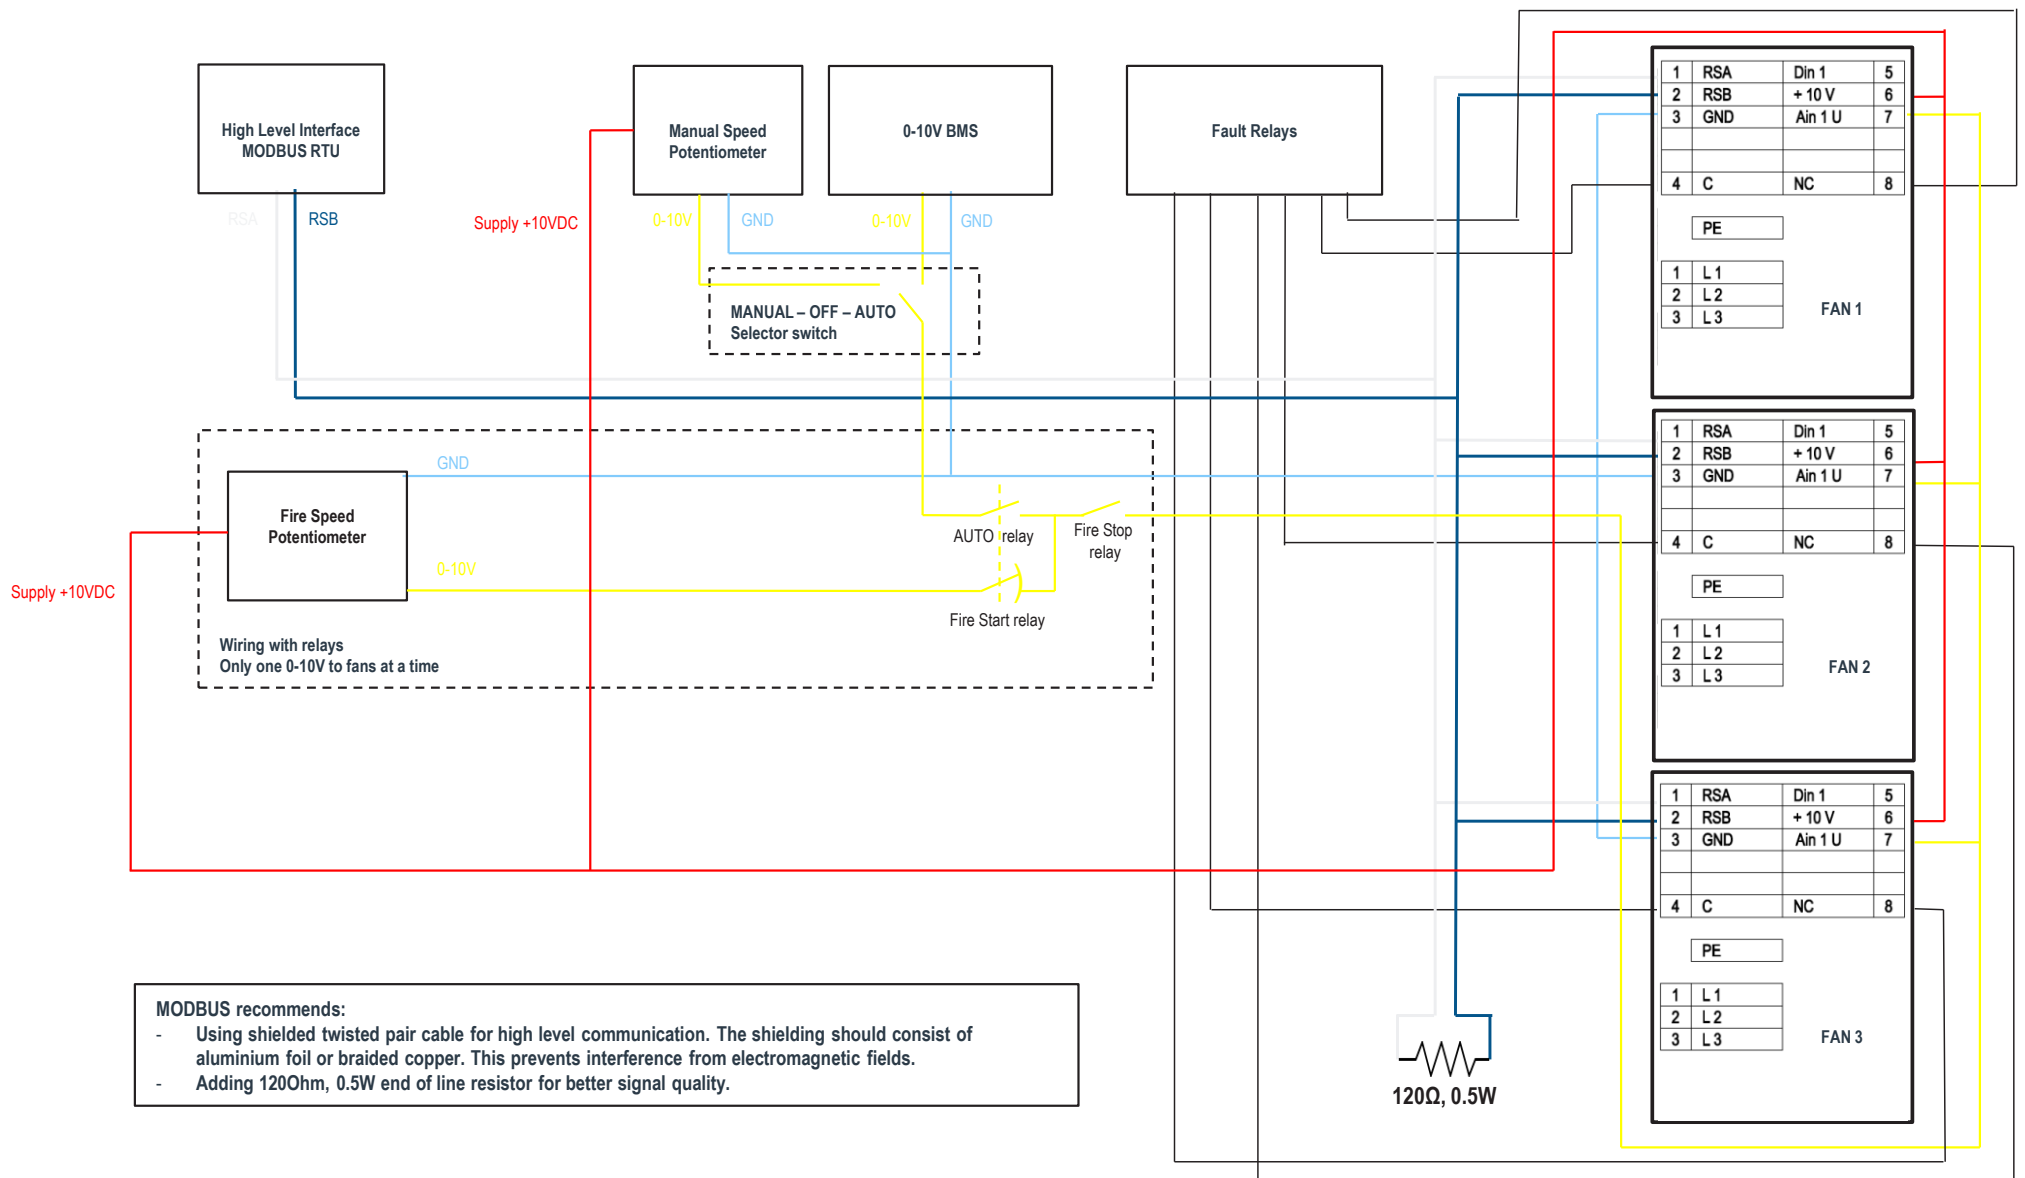 High Level Interface
MODBUS RTU
Manual Speed
Potentiometer
0-10V BMS
Fault Relays
RSA
RSB
Supply +10VDC
0-10V
GND
0-10V
GND
MANUAL – OFF – AUTO
Selector switch
GND
Fire Speed
Potentiometer
0-10V
Supply +10VDC
AUTO relay
Fire Stop
relay
Fire Start relay
Wiring with relays
Only one 0-10V to fans at a time
1 RSA Din 1 5
2 RSB + 10 V 6
3 GND Ain 1 U 7
4 C NC 8
PE
1 L 1
2 L 2
3 L 3
FAN 1
1 RSA Din 1 5
2 RSB + 10 V 6
3 GND Ain 1 U 7
4 C NC 8
PE
1 L 1
2 L 2
3 L 3
FAN 2
1 RSA Din 1 5
2 RSB + 10 V 6
3 GND Ain 1 U 7
4 C NC 8
PE
1 L 1
2 L 2
3 L 3
FAN 3
MODBUS recommends:
- Using shielded twisted pair cable for high level communication. The shielding should consist of
aluminium foil or braided copper. This prevents interference from electromagnetic fields.
- Adding 120Ohm, 0.5W end of line resistor for better signal quality.
120Ω, 0.5W